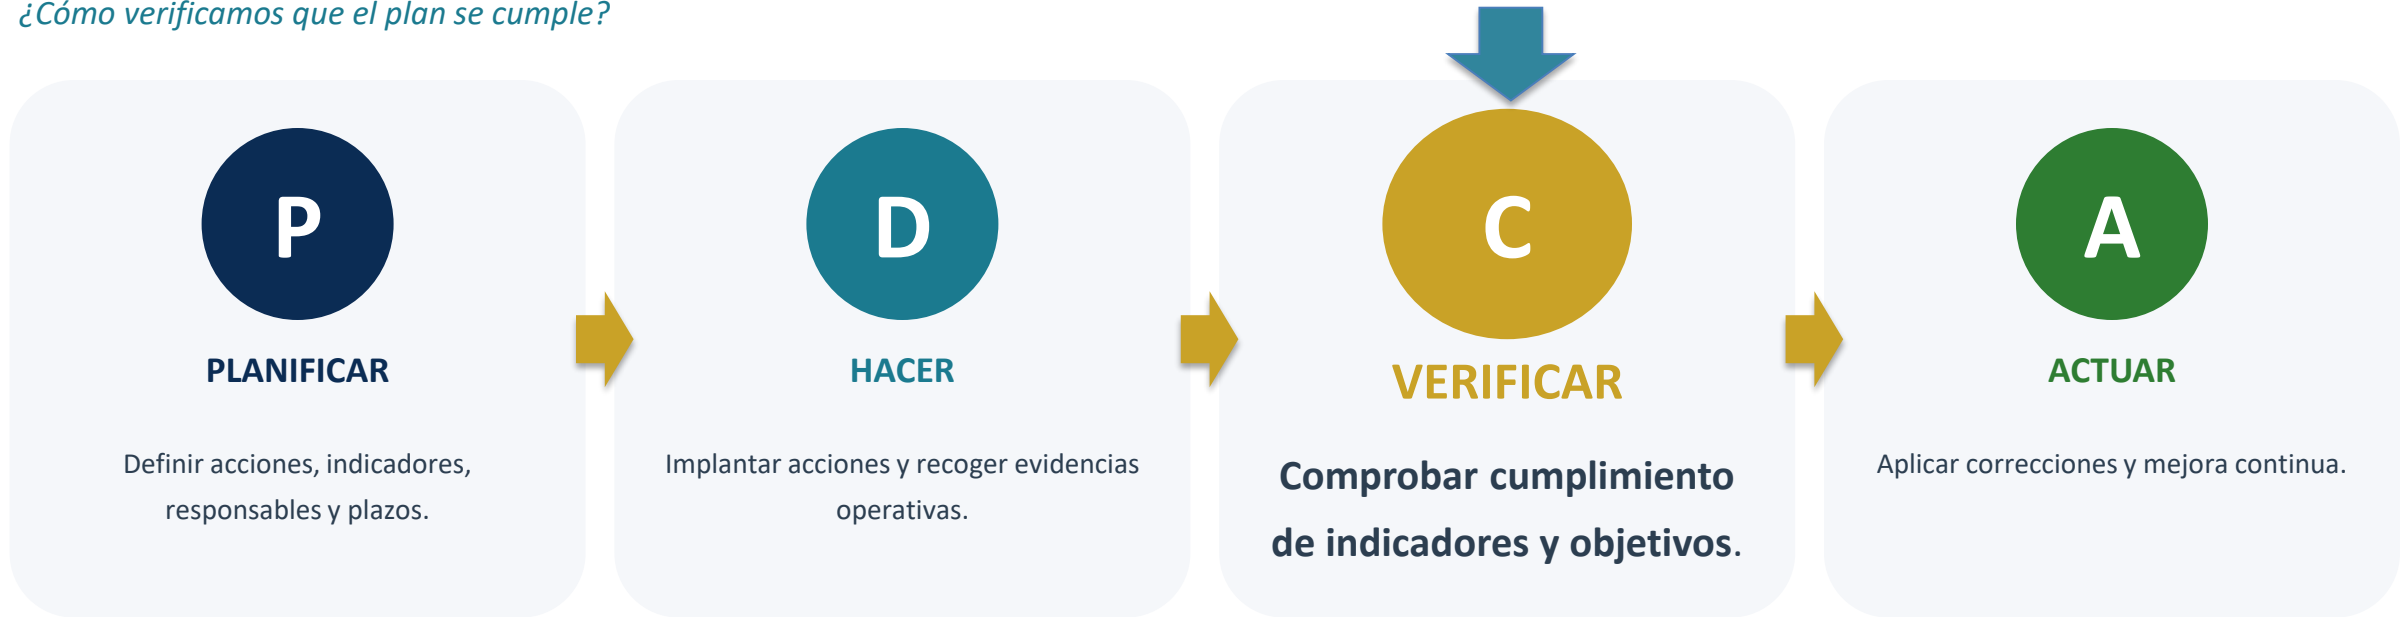 ¿Cómo verificamos que el plan se cumple?
P
PLANIFICAR
Definir acciones, indicadores,
responsables y plazos.
D
HACER
Implantar acciones y recoger evidencias
operativas.
C
VERIFICAR
Comprobar cumplimiento
de indicadores y objetivos.
A
ACTUAR
Aplicar correcciones y mejora continua.